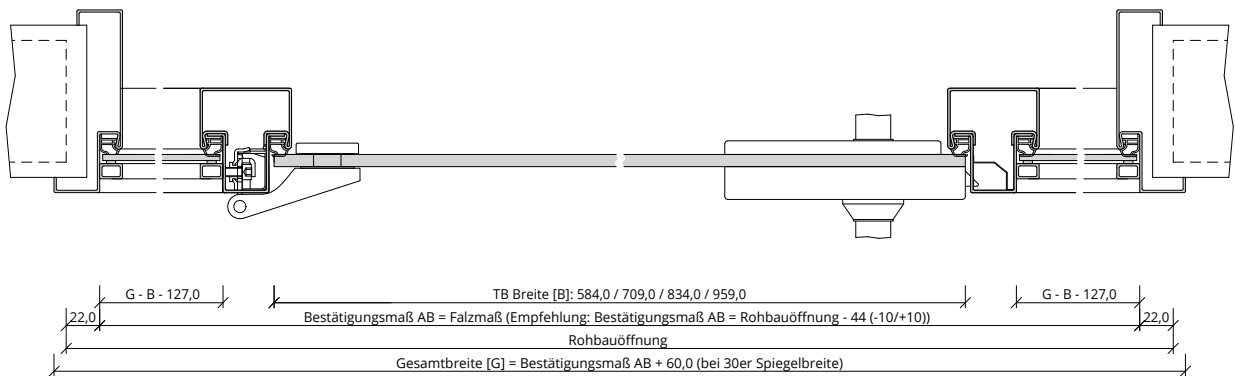 G - B - 127,0
TB Breite [B]: 584,0 / 709,0 / 834,0 / 959,0
G - B - 127,0
22,0
Bestätigungsmaß AB = Falzmaß (Empfehlung: Bestätigungsmaß AB = Rohbauöffnung - 44 (-10/+10))
22,0
Rohbauöffnung
Gesamtbreite [G] = Bestätigungsmaß AB + 60,0 (bei 30er Spiegelbreite)